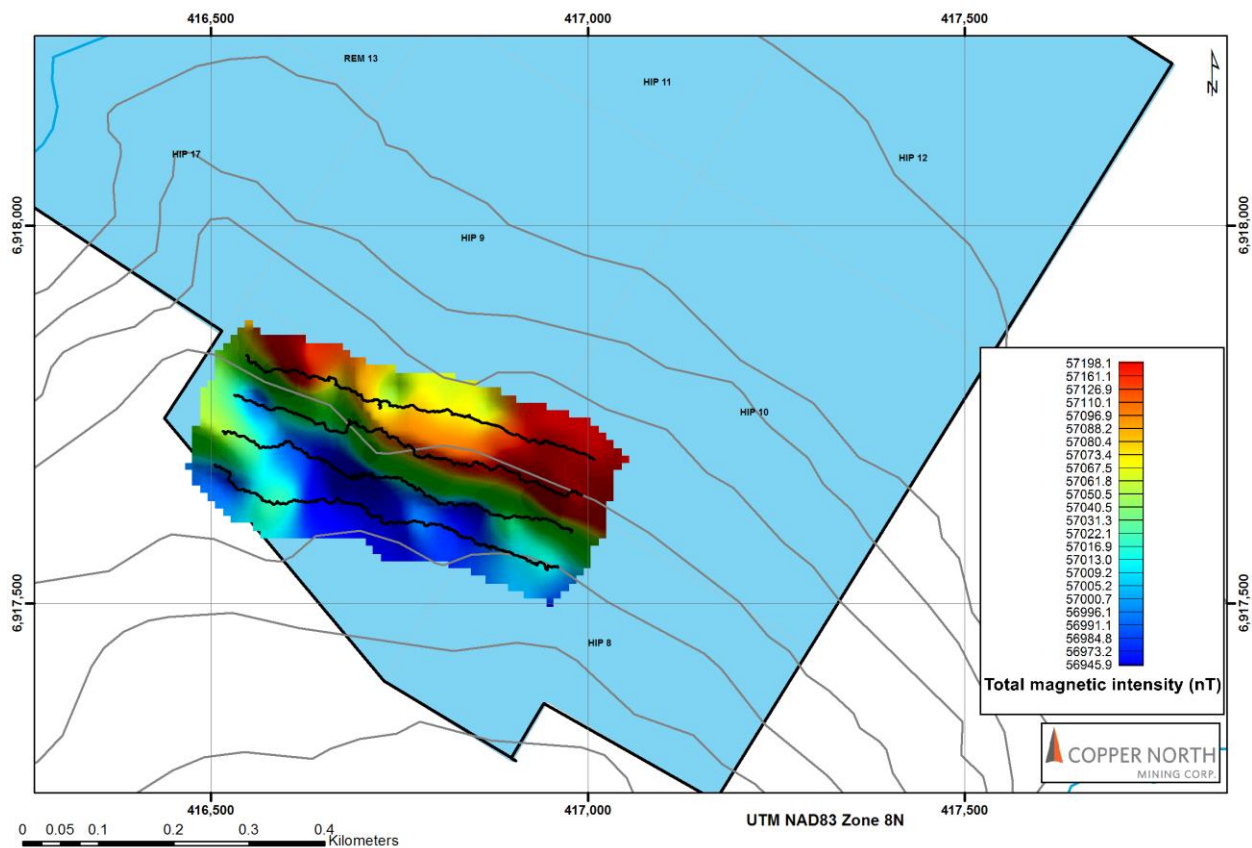 416,500
417,000
417,500
REM 13
HIP 11
HIP 12
HIP 17
HIP 9
HIP 10
HIP 8
6,918,000
6,918,000
6,917,500
6,917,500
N
57198.1
57161.1
57126.9
57110.1
57096.9
57088.2
57080.4
57073.4
57067.5
57061.8
57050.5
57040.5
57031.3
57022.1
57016.9
57013.0
57009.2
57005.2
57000.7
56996.1
56991.1
56984.8
56973.2
56945.9
Total magnetic intensity (nT)
COPPER NORTH
MINING CORP.
416,500
417,000
417,500
UTM NAD83 Zone 8N
0 0.05 0.1 0.2 0.3 0.4
Kilometers